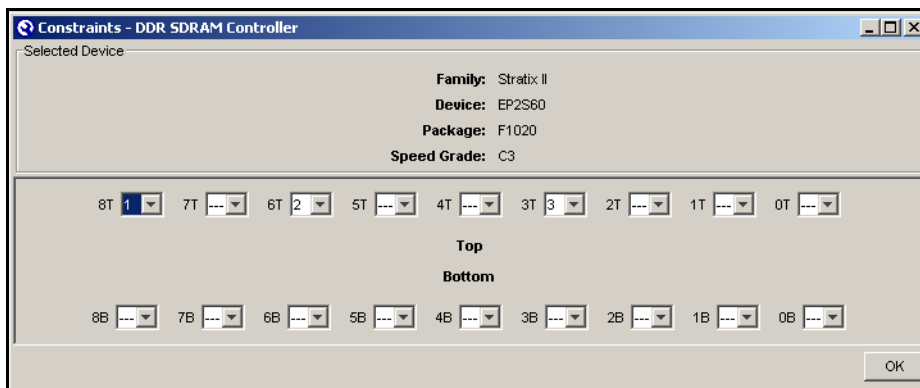 Constraints - DDR SDRAM Controller
Selected Device
Family: Stratix II
Device: EP2S60
Package: F1020
Speed Grade: C3
8T 1 7T --- 6T 2 5T --- 4T --- 3T 3 2T --- 1T --- 0T ---
Top
Bottom
8B --- 7B --- 6B --- 5B --- 4B --- 3B --- 2B --- 1B --- 0B ---
OK